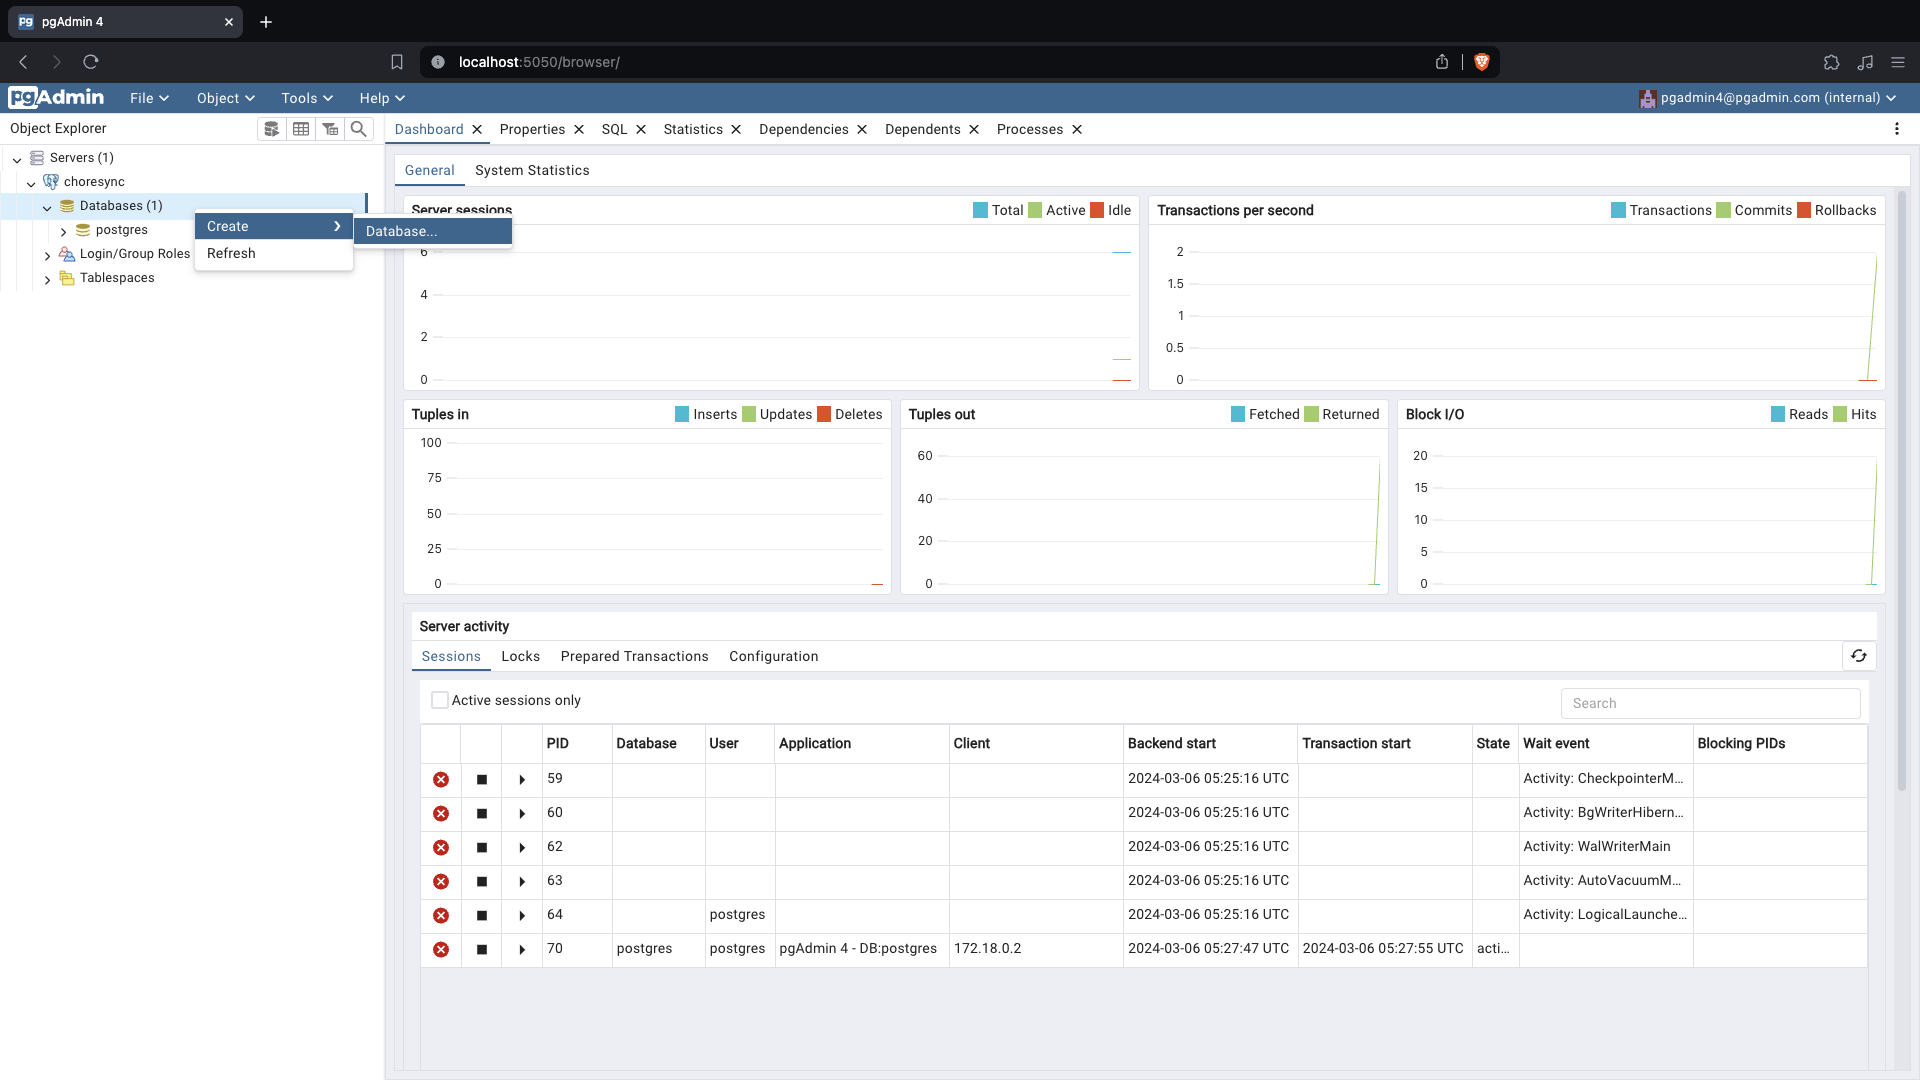 pgAdmin 4
localhost:5050/browser/
pgAdmin File Object Tools Help pgadmin4@pgadmin.com (internal)
Object Explorer
Dashboard Properties SQL Statistics Dependencies Dependents Processes
Servers (1)
choresync
Databases (1)
postgres
Login/Group Roles
Tablespaces
Create
Refresh
Database...
General System Statistics
Server sessions
Total Active Idle
6
4
2
0
Transactions per second
Transactions Commits Rollbacks
2
1.5
1
0.5
0
Tuples in
Inserts Updates Deletes
100
75
50
25
0
Tuples out
Fetched Returned
60
40
20
0
Block I/O
Reads Hits
20
15
10
5
0
Server activity
Sessions Locks Prepared Transactions Configuration
Active sessions only
Search
PID Database User Application Client Backend start Transaction start State Wait event Blocking PIDs
59 2024-03-06 05:25:16 UTC Activity: CheckpointerM...
60 2024-03-06 05:25:16 UTC Activity: BgWriterHibern...
62 2024-03-06 05:25:16 UTC Activity: WalWriterMain
63 2024-03-06 05:25:16 UTC Activity: AutoVacuumM...
64 postgres 2024-03-06 05:25:16 UTC Activity: LogicalLaunche...
70 postgres postgres pgAdmin 4 - DB:postgres 172.18.0.2 2024-03-06 05:27:47 UTC 2024-03-06 05:27:55 UTC acti...